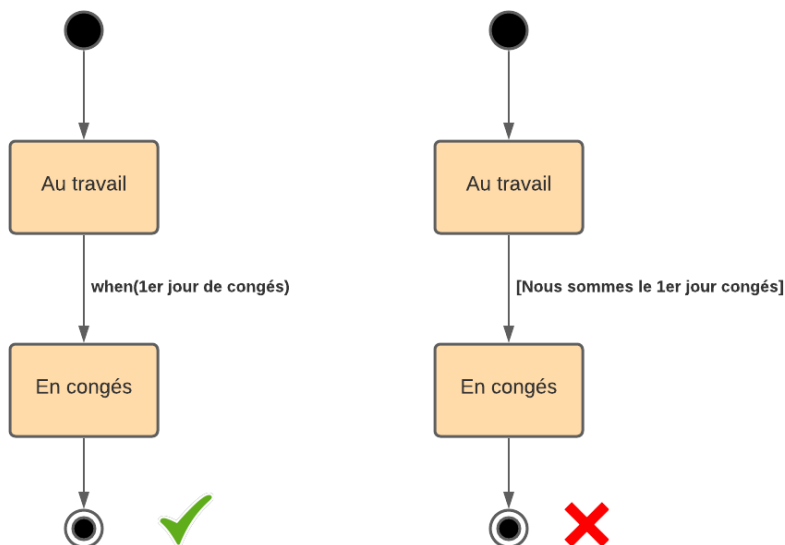 Au travail
Au travail
when(1er jour de congés)
[Nous sommes le 1er jour congés]
En congés
En congés